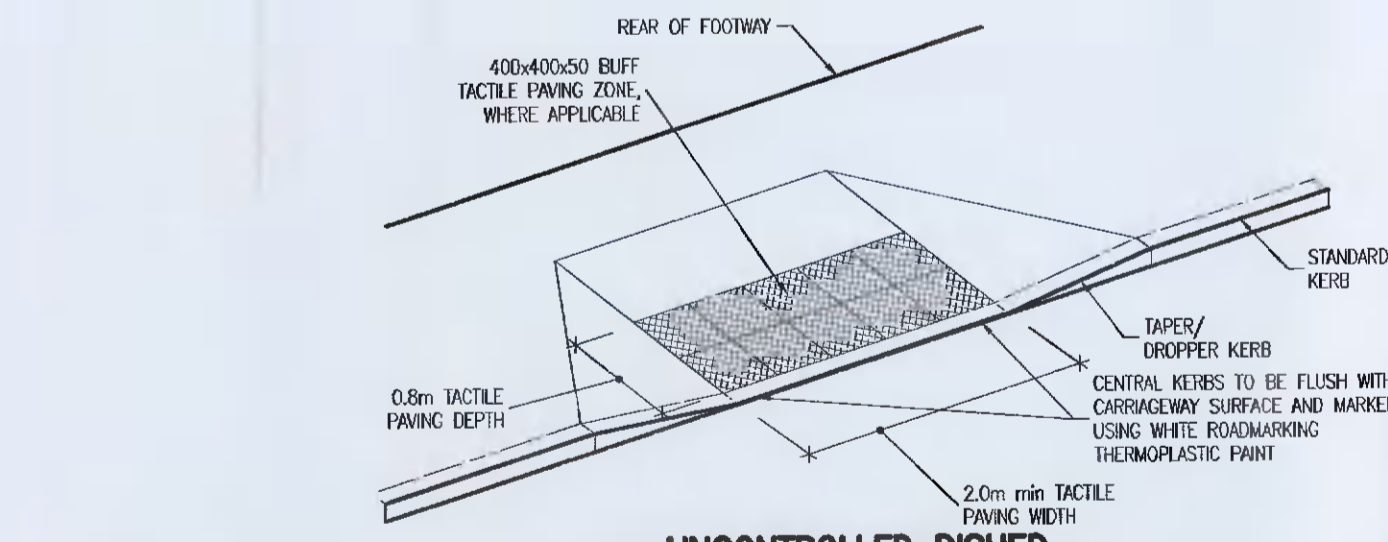 REAR OF FOOTWAY
400x400x50 BUFF
TACTILE PAVING ZONE,
WHERE APPLICABLE
STANDARD
KERB
TAPER/
DROPPER KERB
0.8m TACTILE
PAVING DEPTH
CENTRAL KERBS TO BE FLUSH WITH
CARRIAGEWAY SURFACE AND MARKE
USING WHITE ROADMARKING
THERMOPLASTIC PAINT
2.0m min TACTILE
PAVING WIDTH
UNCONTROLLED DISHED